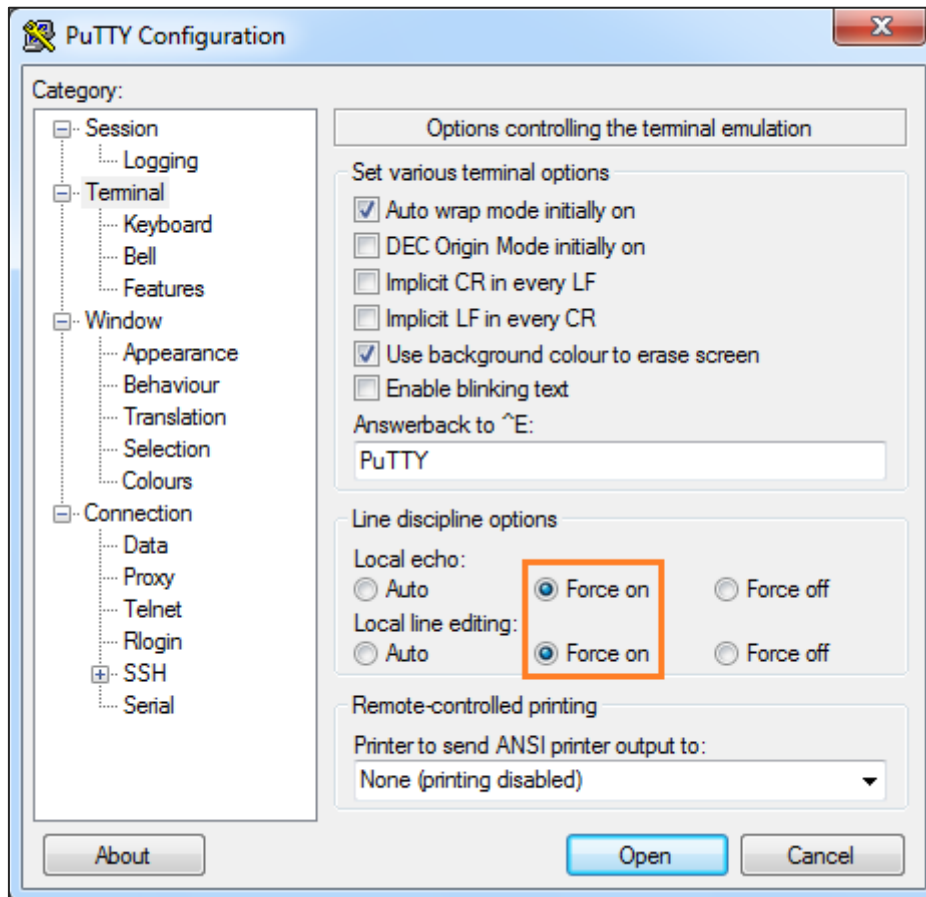 PuTTY Configuration
Category:
Session
Logging
Terminal
Keyboard
Bell
Features
Window
Appearance
Behaviour
Translation
Selection
Colours
Connection
Data
Proxy
Telnet
Rlogin
SSH
Serial
Options controlling the terminal emulation
Set various terminal options
Auto wrap mode initially on
DEC Origin Mode initially on
Implicit CR in every LF
Implicit LF in every CR
Use background colour to erase screen
Enable blinking text
Answerback to ^E:
PuTTY
Line discipline options
Local echo:
Auto Force on Force off
Local line editing:
Auto Force on Force off
Remote-controlled printing
Printer to send ANSI printer output to:
None (printing disabled)
About Open Cancel